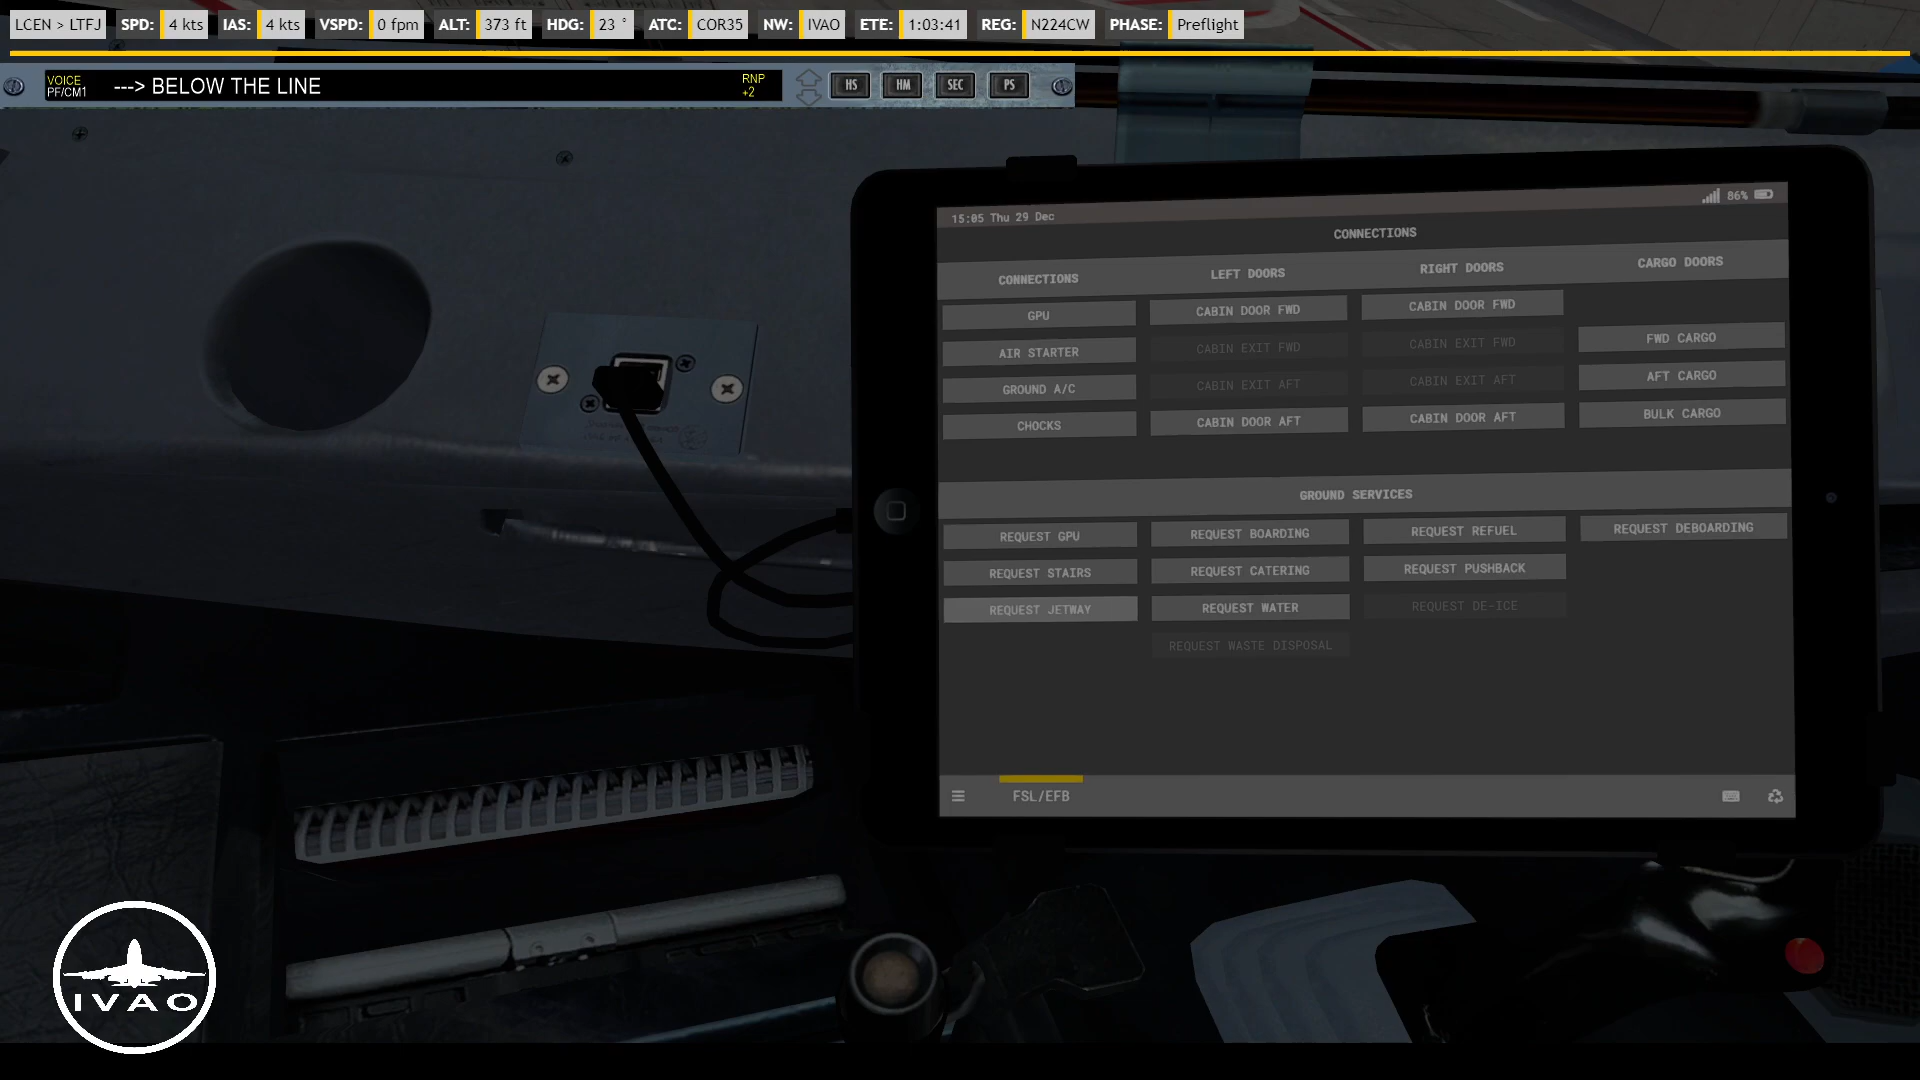 LCEN > LTFJ SPD: 4 kts IAS: 4 kts VSPD: 0 fpm ALT: 373 ft HDG: 23 ° ATC: COR35 NW: IVAO ETE: 1:03:41 REG: N224CW PHASE: Preflight
VOICE
PF/CM1
---> BELOW THE LINE
RNP
+2
HS HM SEC PS
15:05 Thu 29 Dec 86%
CONNECTIONS
CONNECTIONS LEFT DOORS RIGHT DOORS CARGO DOORS
GPU CABIN DOOR FWD CABIN DOOR FWD
AIR STARTER CABIN EXIT FWD CABIN EXIT FWD FWD CARGO
GROUND A/C CABIN EXIT AFT CABIN EXIT AFT AFT CARGO
CHOCKS CABIN DOOR AFT CABIN DOOR AFT BULK CARGO
GROUND SERVICES
REQUEST GPU REQUEST BOARDING REQUEST REFUEL REQUEST DEBOARDING
REQUEST STAIRS REQUEST CATERING REQUEST PUSHBACK
REQUEST JETWAY REQUEST WATER REQUEST DE-ICE
REQUEST WASTE DISPOSAL
FSL/EFB
IVAO